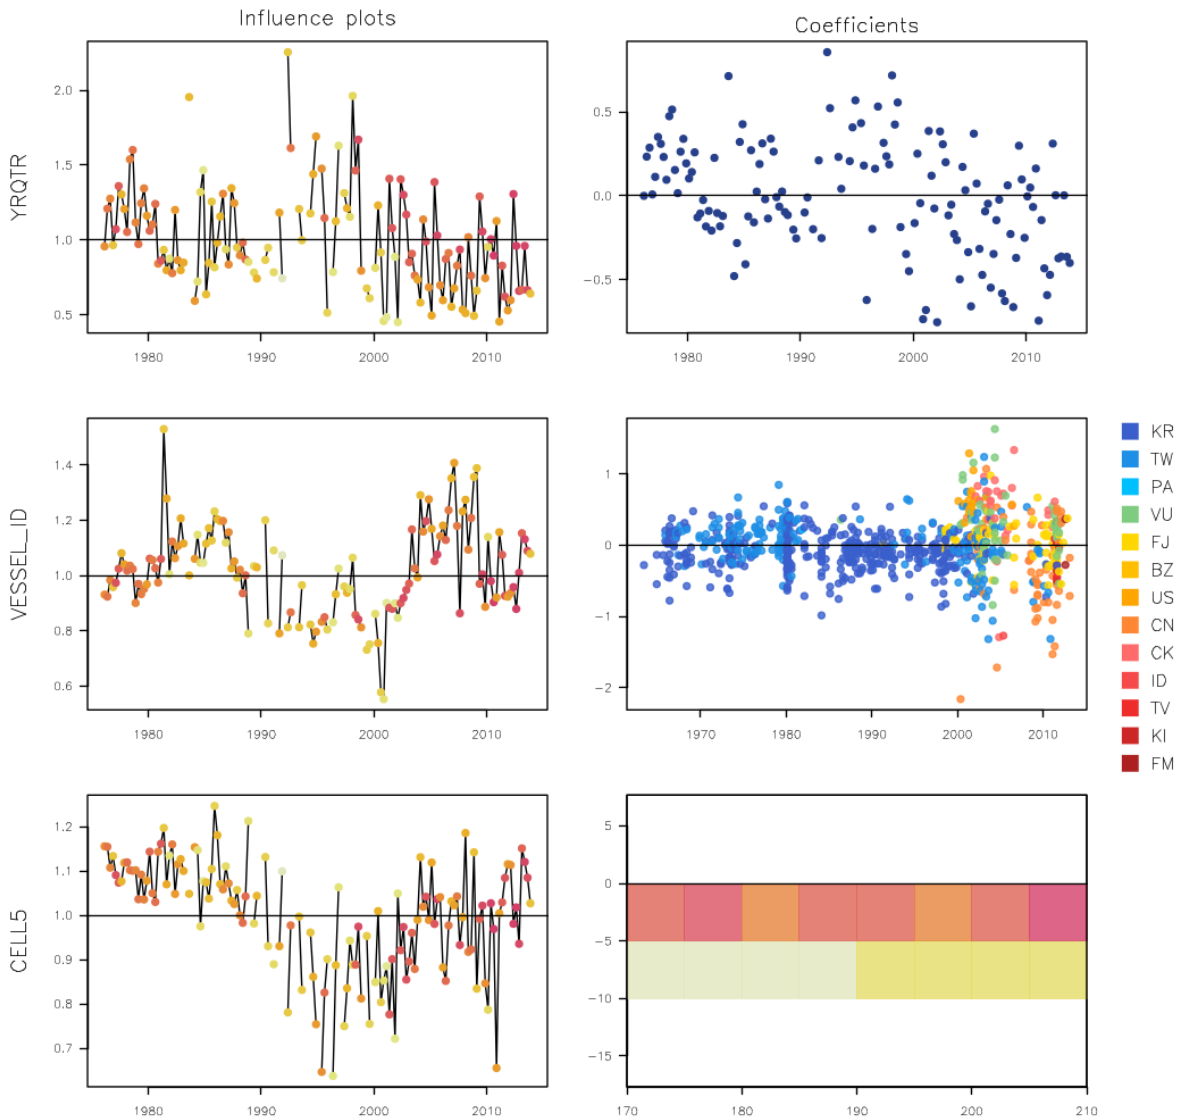 Influence plots
Coefficients
YRQTR
2.0
1.5
1.0
0.5
1980
1990
2000
2010
0.5
0.0
−0.5
1980
1990
2000
2010
VESSEL_ID
1.4
1.2
1.0
0.8
0.6
1980
1990
2000
2010
1
0
−1
−2
1970
1980
1990
2000
2010
KR
TW
PA
VU
FJ
BZ
US
CN
CK
ID
TV
KI
FM
CELL5
1.2
1.1
1.0
0.9
0.8
0.7
1980
1990
2000
2010
5
0
−5
−10
−15
170
180
190
200
210